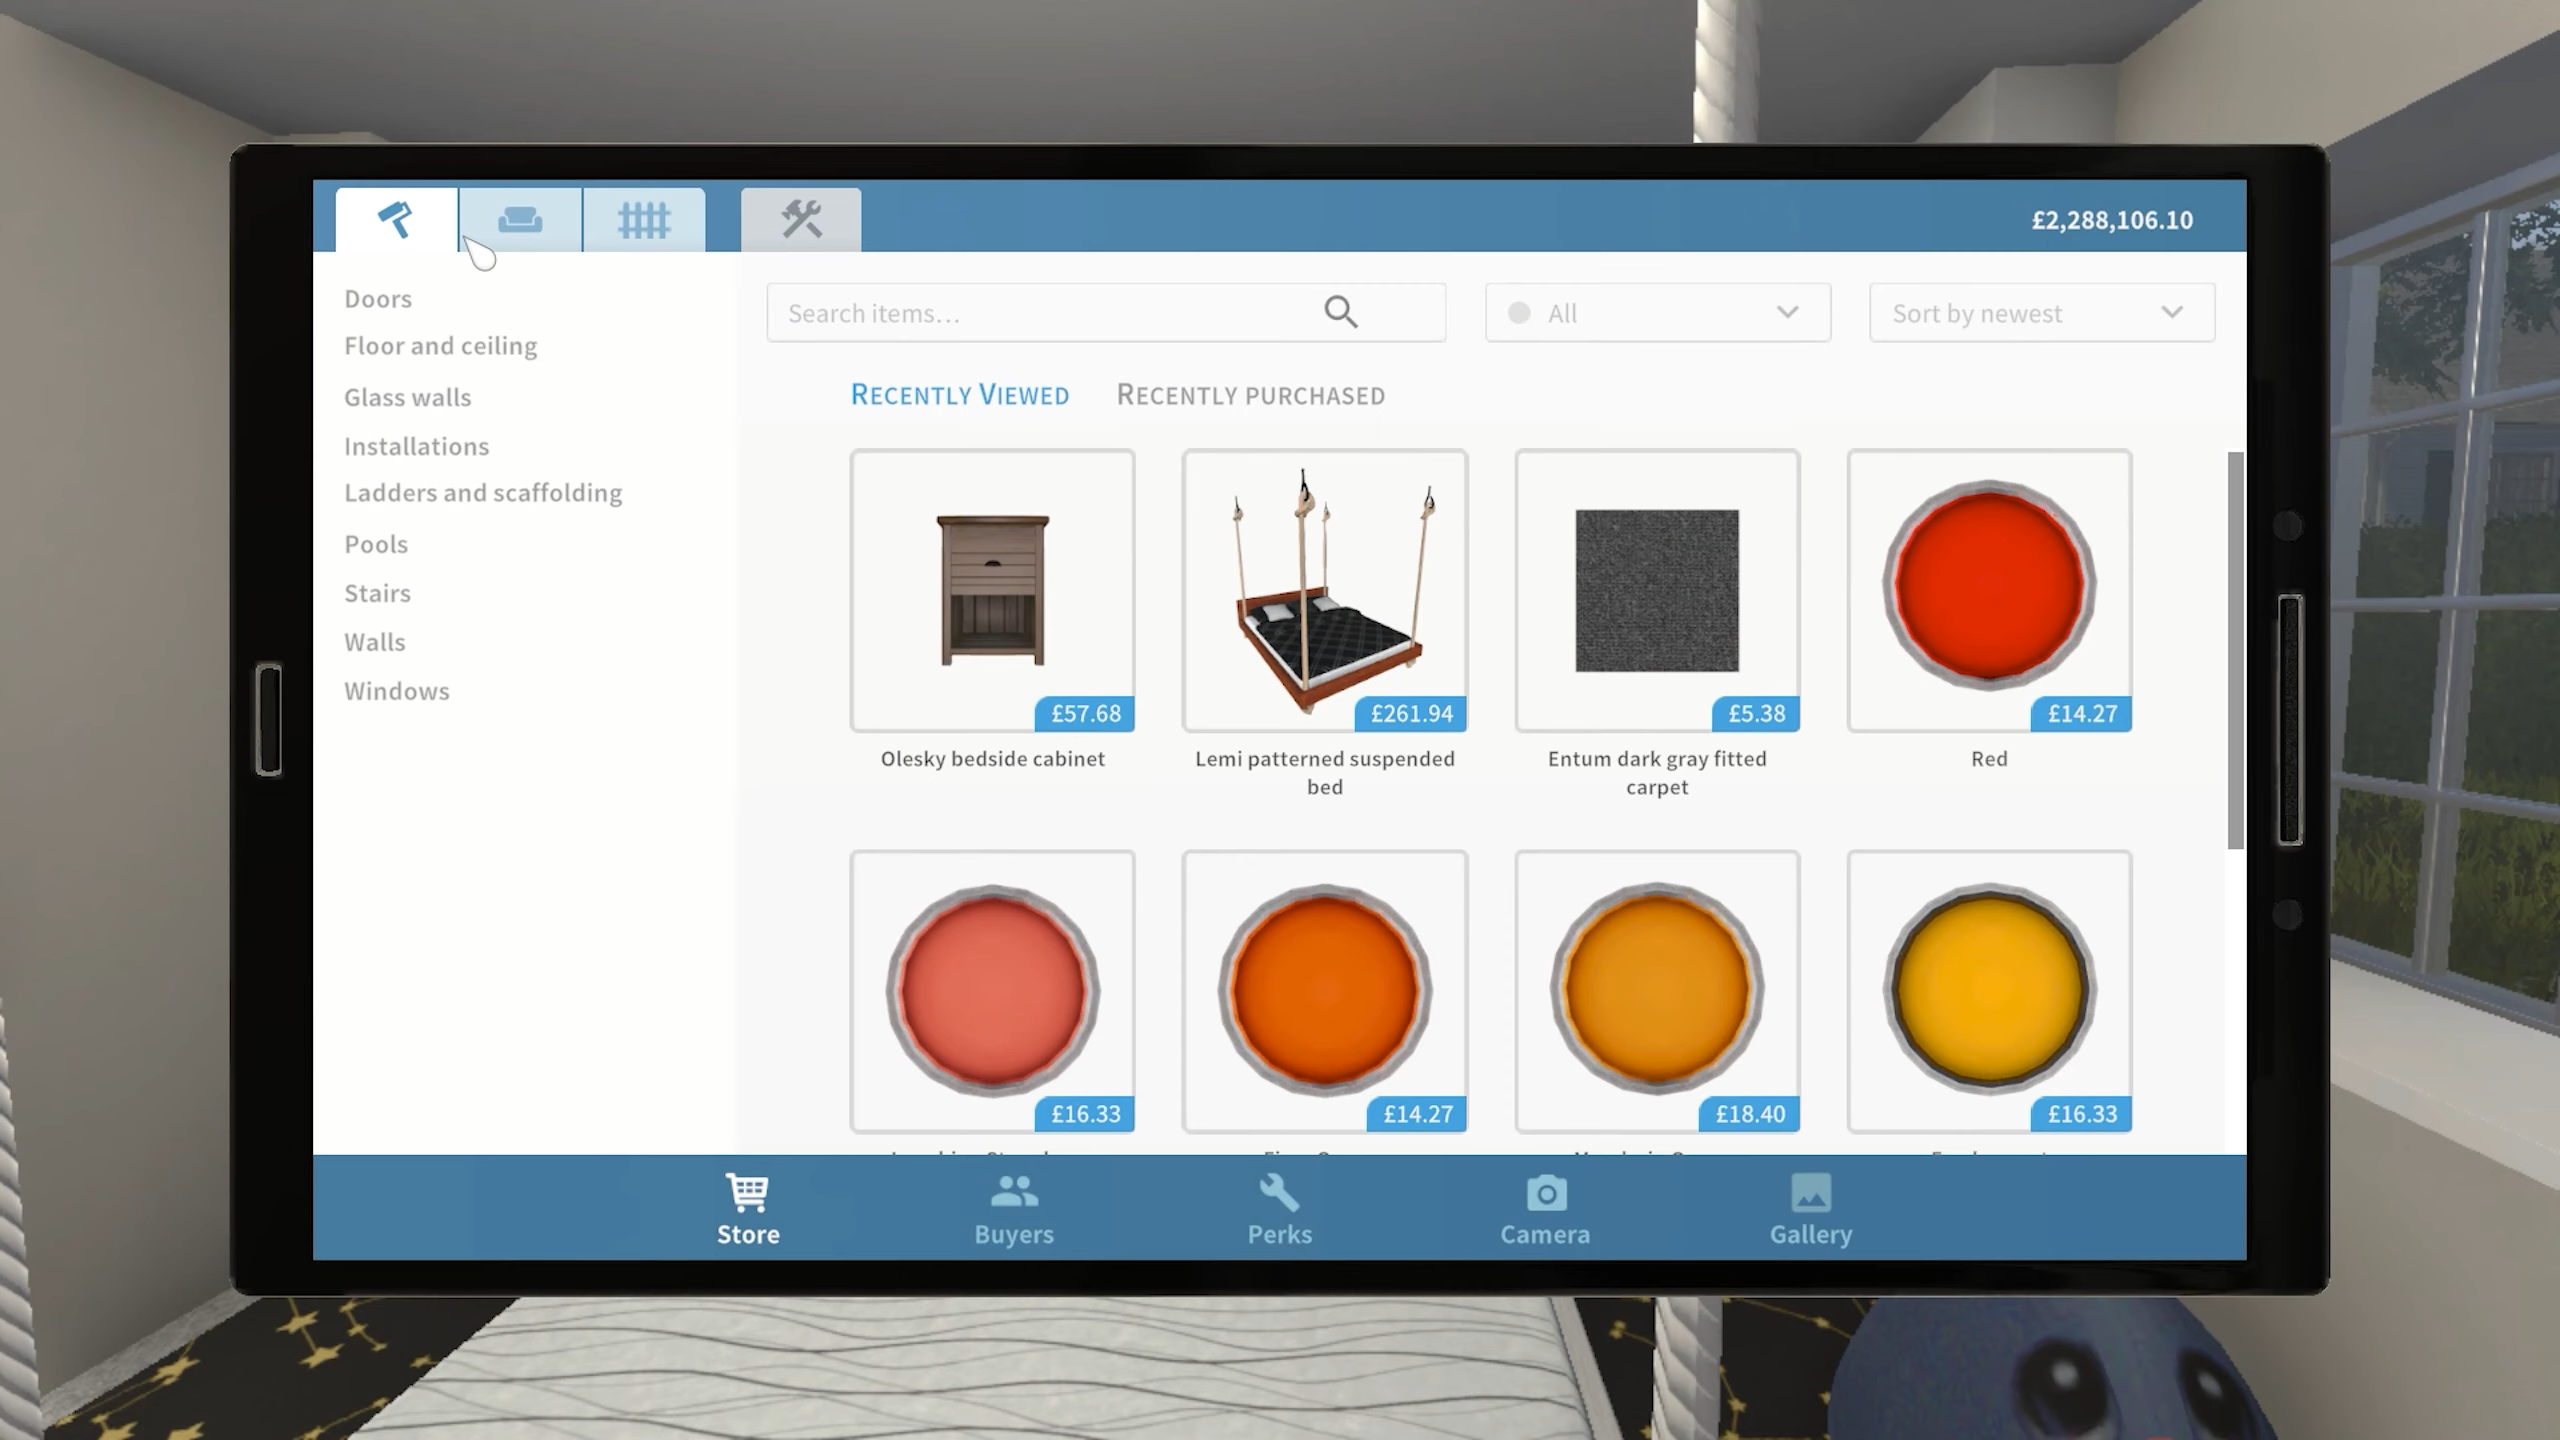 £2,288,106.10
Doors
Floor and ceiling
Glass walls
Installations
Ladders and scaffolding
Pools
Stairs
Walls
Windows
Search items...
All
Sort by newest
RECENTLY VIEWED
RECENTLY PURCHASED
£57.68
£261.94
£5.38
£14.27
Olesky bedside cabinet
Lemi patterned suspended
bed
Entum dark gray fitted
carpet
Red
£16.33
£14.27
£18.40
£16.33
Store
Buyers
Perks
Camera
Gallery